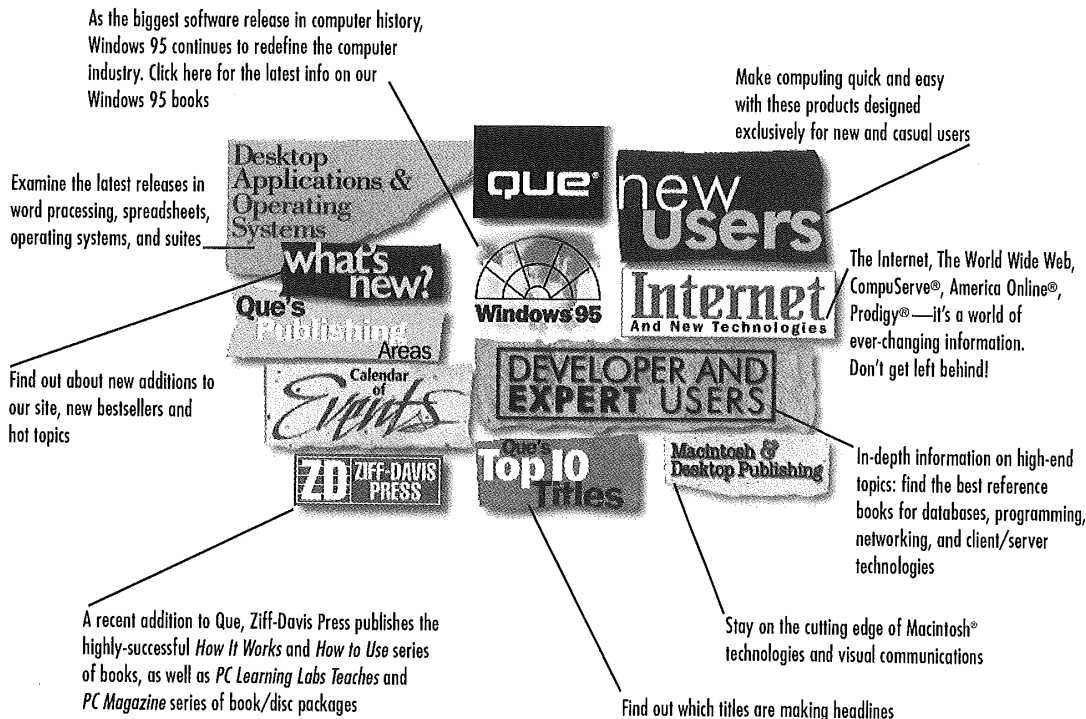 As the biggest software release in computer history,
Windows 95 continues to redefine the computer
industry. Click here for the latest info on our
Windows 95 books
Make computing quick and easy
with these products designed
exclusively for new and casual users
Examine the latest releases in
word processing, spreadsheets,
operating systems, and suites
Desktop
Applications &
Operating
Systems
que®
new
users
what's
new?
Windows 95
Internet
And New Technologies
The Internet, The World Wide Web,
CompuServe®, America Online®,
Prodigy®—it's a world of
ever-changing information.
Don't get left behind!
Que's
Publishing
Areas
Find out about new additions to
our site, new bestsellers and
hot topics
Calendar
of
Events
DEVELOPER AND
EXPERT USERS
ZD ZIFF-DAVIS
PRESS
Que's
Top 10
Titles
Macintosh &
Desktop Publishing
In-depth information on high-end
topics: find the best reference
books for databases, programming,
networking, and client/server
technologies
A recent addition to Que, Ziff-Davis Press publishes the
highly-successful How It Works and How to Use series
of books, as well as PC Learning Labs Teaches and
PC Magazine series of book/disc packages
Stay on the cutting edge of Macintosh®
technologies and visual communications
Find out which titles are making headlines